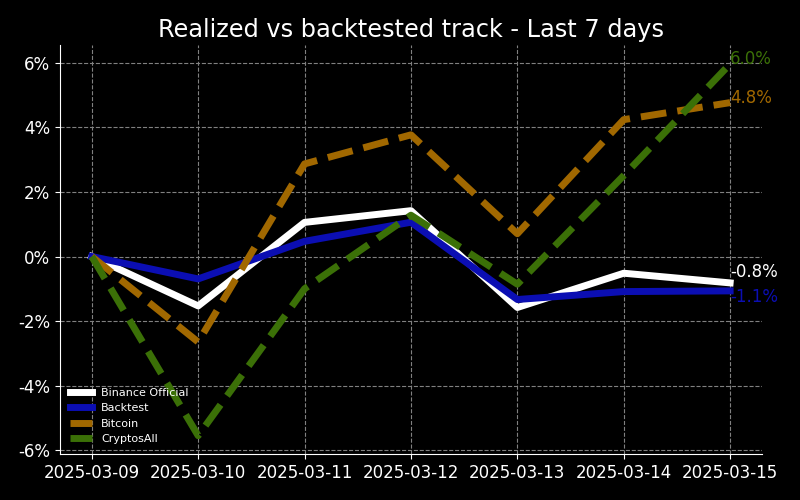 Realized vs backtested track - Last 7 days
6%
4%
2%
0%
-2%
-4%
-6%
6.0%
4.8%
-0.8%
-1.1%
Binance Official
Backtest
Bitcoin
CryptosAll
2025-03-09 2025-03-10 2025-03-11 2025-03-12 2025-03-13 2025-03-14 2025-03-15